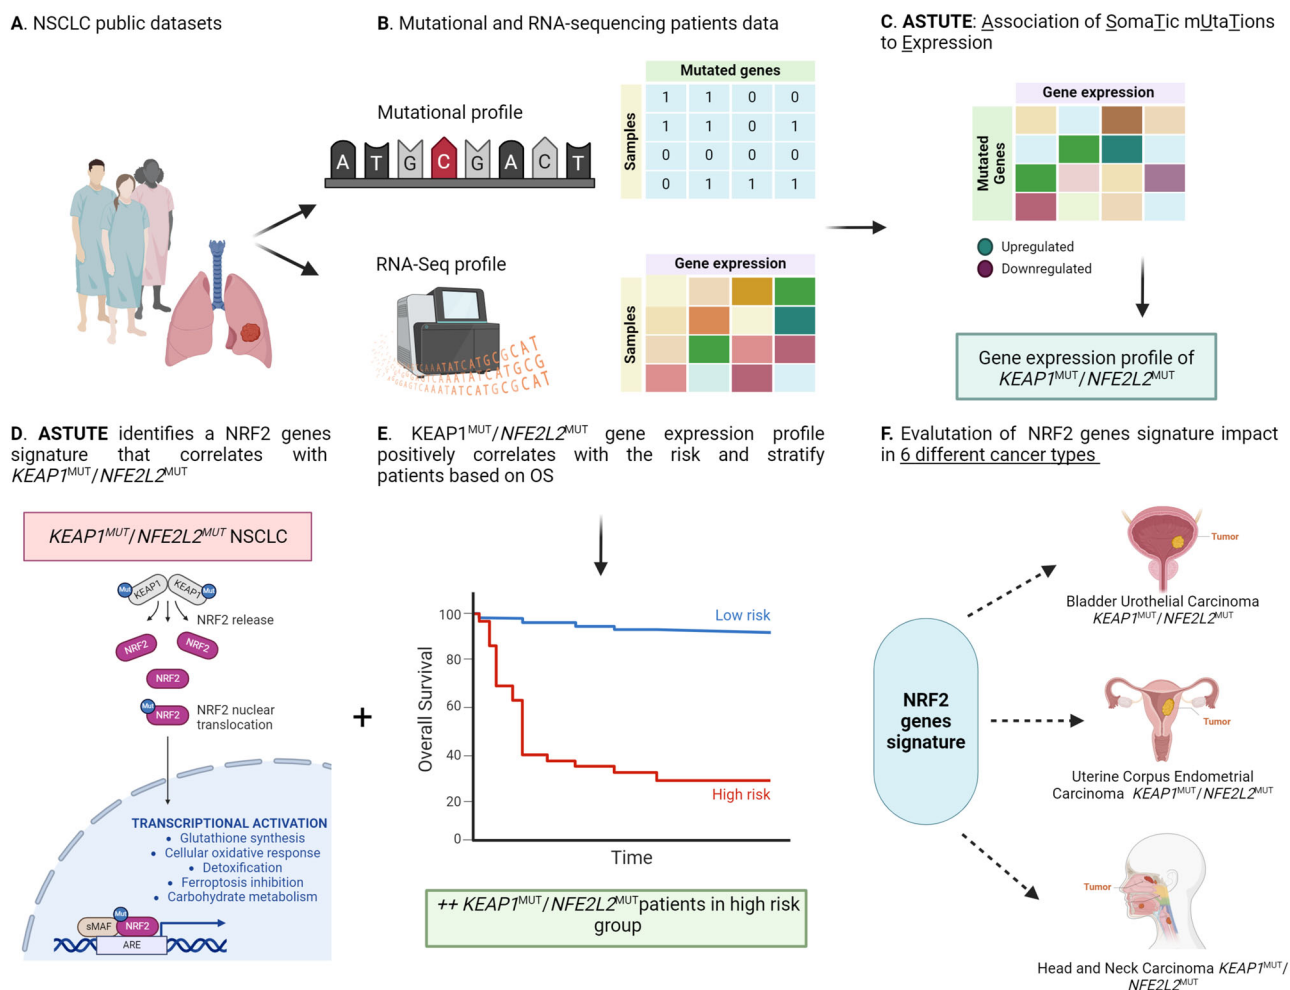 A. NSCLC public datasets
B. Mutational and RNA-sequencing patients data
Mutational profile
A T G C G A C T
Mutated genes
Samples
1 1 0 0
1 1 0 1
0 0 0 0
0 1 1 1
RNA-Seq profile
CAAATATCATGCGCAT
CAAATATCATGCG
GTCAAATATCATGCGCAT
Gene expression
Samples
C. ASTUTE: Association of SomaTic mUtaTions
to Expression
Gene expression
Mutated
Genes
Upregulated
Downregulated
Gene expression profile of
KEAP1MUT/NFE2L2MUT
D. ASTUTE identifies a NRF2 genes
signature that correlates with
KEAP1MUT/NFE2L2MUT
KEAP1MUT/NFE2L2MUT NSCLC
Mut KEAP1 KEAP1 Mut
NRF2 release
NRF2 NRF2
NRF2
Mut
NRF2
NRF2 nuclear
translocation
TRANSCRIPTIONAL ACTIVATION
• Glutathione synthesis
• Cellular oxidative response
• Detoxification
• Ferroptosis inhibition
• Carbohydrate metabolism
Mut
sMAF NRF2
ARE
+
E. KEAP1MUT/NFE2L2MUT gene expression profile
positively correlates with the risk and stratify
patients based on OS
Overall Survival
100
80
60
40
20
0
Low risk
High risk
Time
++ KEAP1MUT/NFE2L2MUTpatients in high risk
group
F. Evalutation of NRF2 genes signature impact
in 6 different cancer types
NRF2
genes
signature
Tumor
Bladder Urothelial Carcinoma
KEAP1MUT/NFE2L2MUT
Tumor
Uterine Corpus Endometrial
Carcinoma KEAP1MUT/NFE2L2MUT
Tumor
Head and Neck Carcinoma KEAP1MUT/
NFE2L2MUT